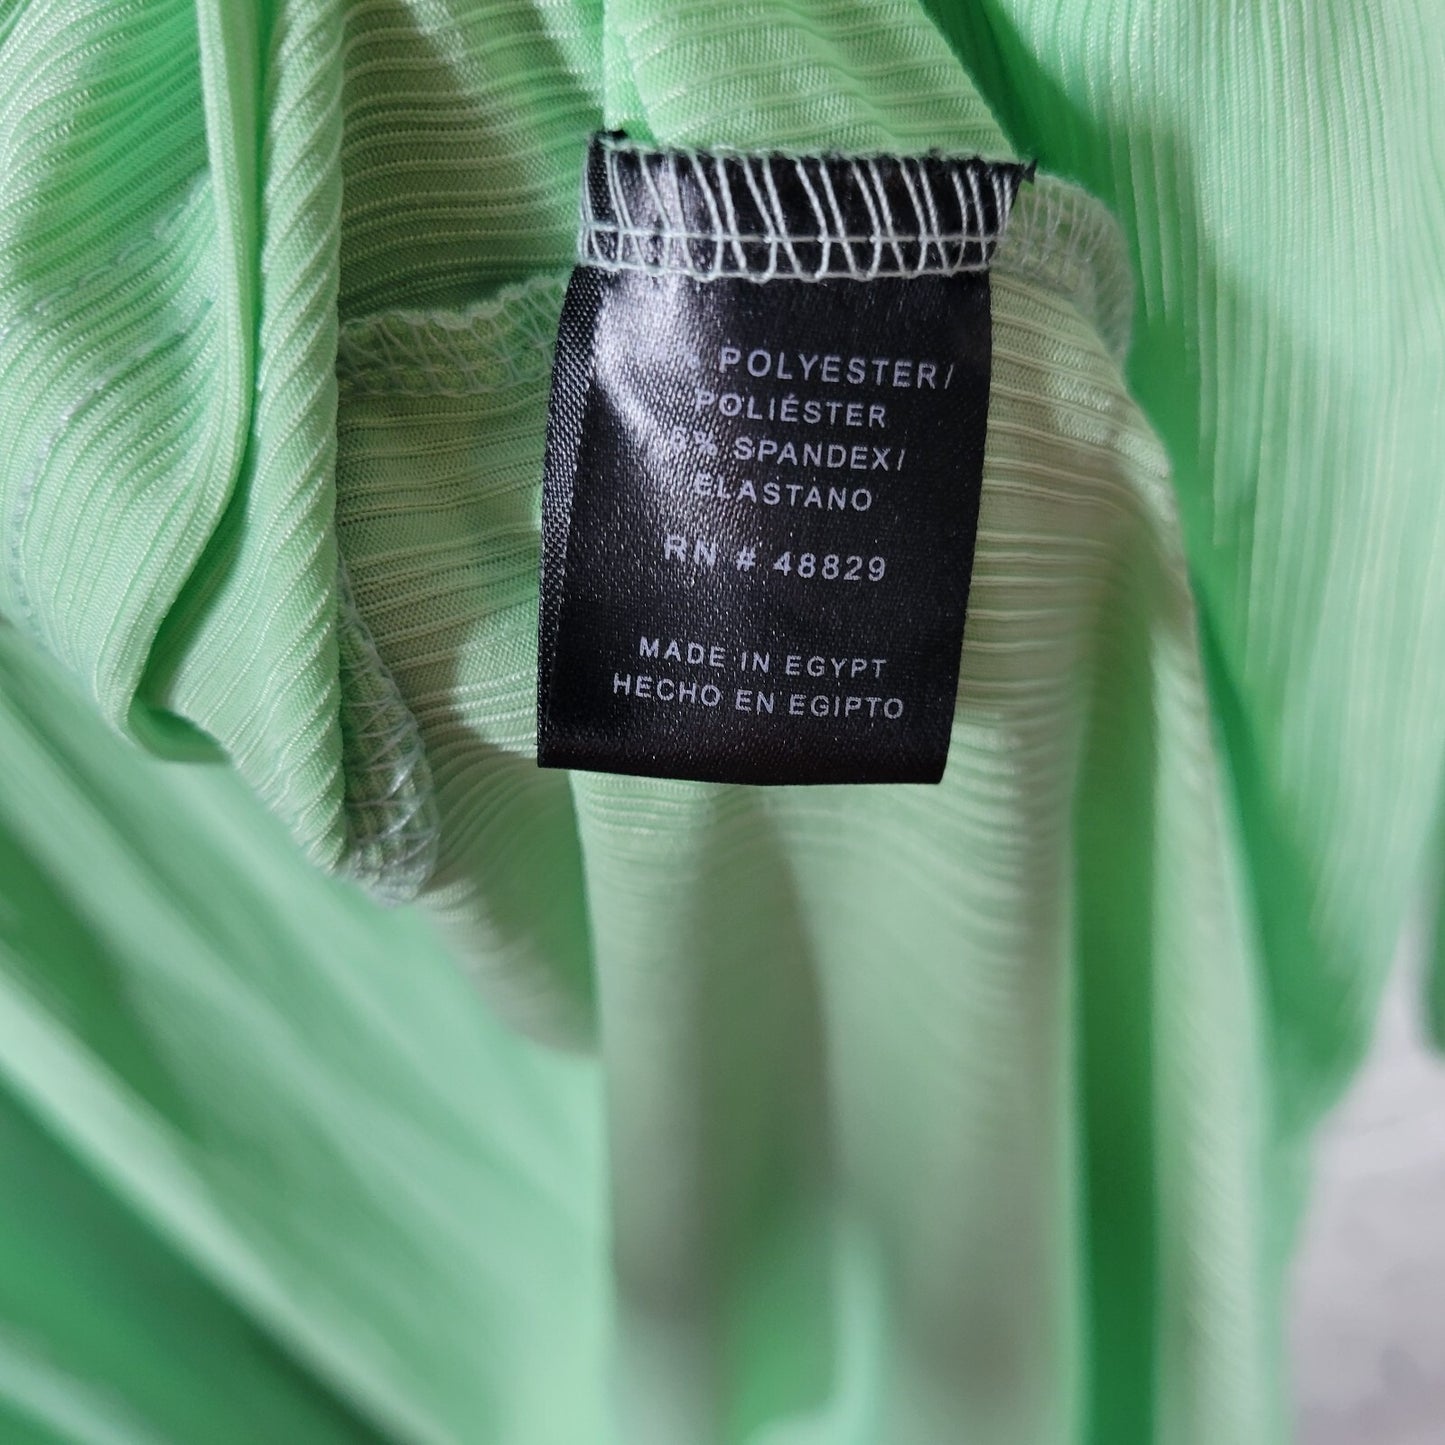 % POLYESTER/
POLIÉSTER
% SPANDEX/
ELASTANO
RN # 48829
MADE IN EGYPT
HECHO EN EGIPTO